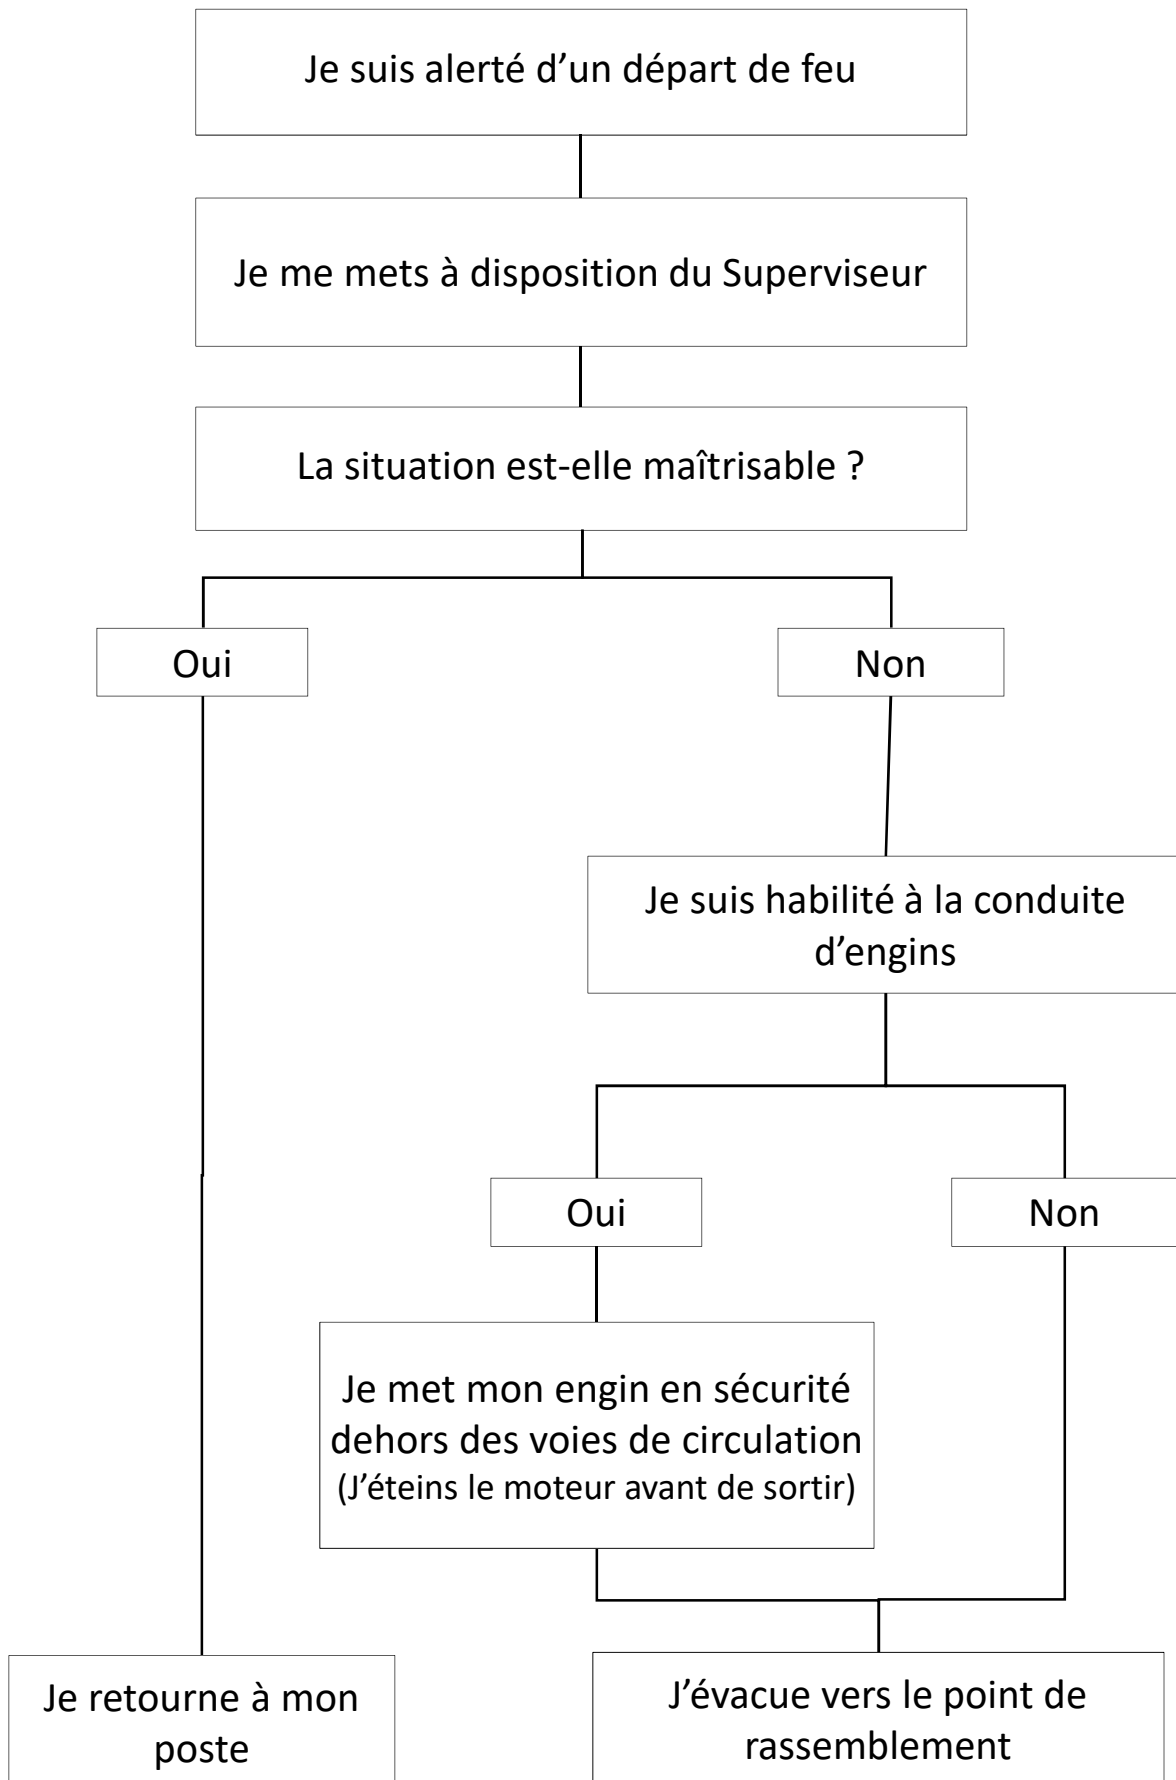 Je suis alerté d’un départ de feu
Je me mets à disposition du Superviseur
La situation est-elle maîtrisable ?
Oui
Non
Je suis habilité à la conduite
d’engins
Oui
Non
Je met mon engin en sécurité
dehors des voies de circulation
(J’éteins le moteur avant de sortir)
Je retourne à mon
poste
J’évacue vers le point de
rassemblement